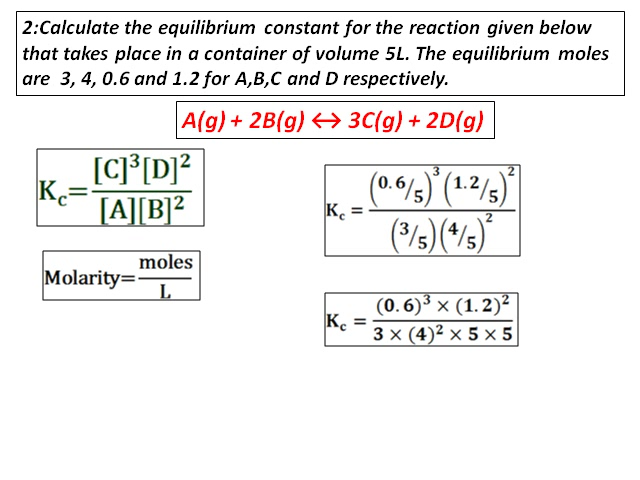 2:Calculate the equilibrium constant for the reaction given below
that takes place in a container of volume 5L. The equilibrium moles
are 3, 4, 0.6 and 1.2 for A,B,C and D respectively.
A(g) + 2B(g) ↔ 3C(g) + 2D(g)
K_c = [C]³[D]² / [A][B]²
Molarity = moles / L
K_c = (0.6/5)³ (1.2/5)² / (3/5) (4/5)²
K_c = (0.6)³ × (1.2)² / 3 × (4)² × 5 × 5